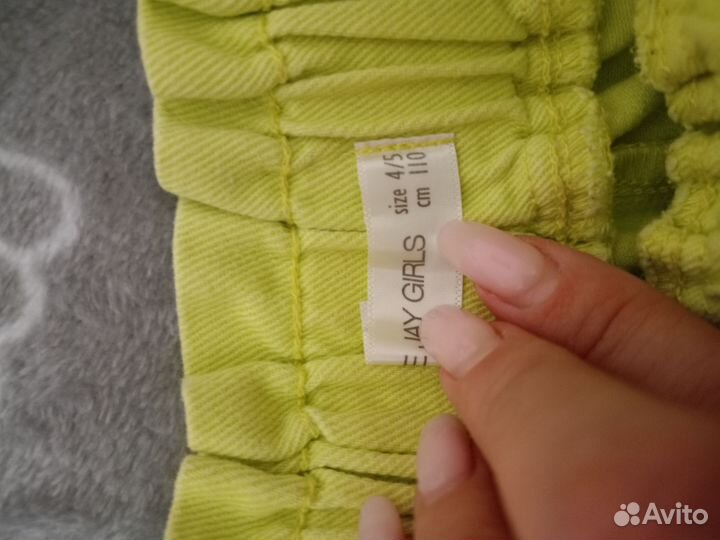 size 4/5
cm 110
E JAY GIRLS
Avito